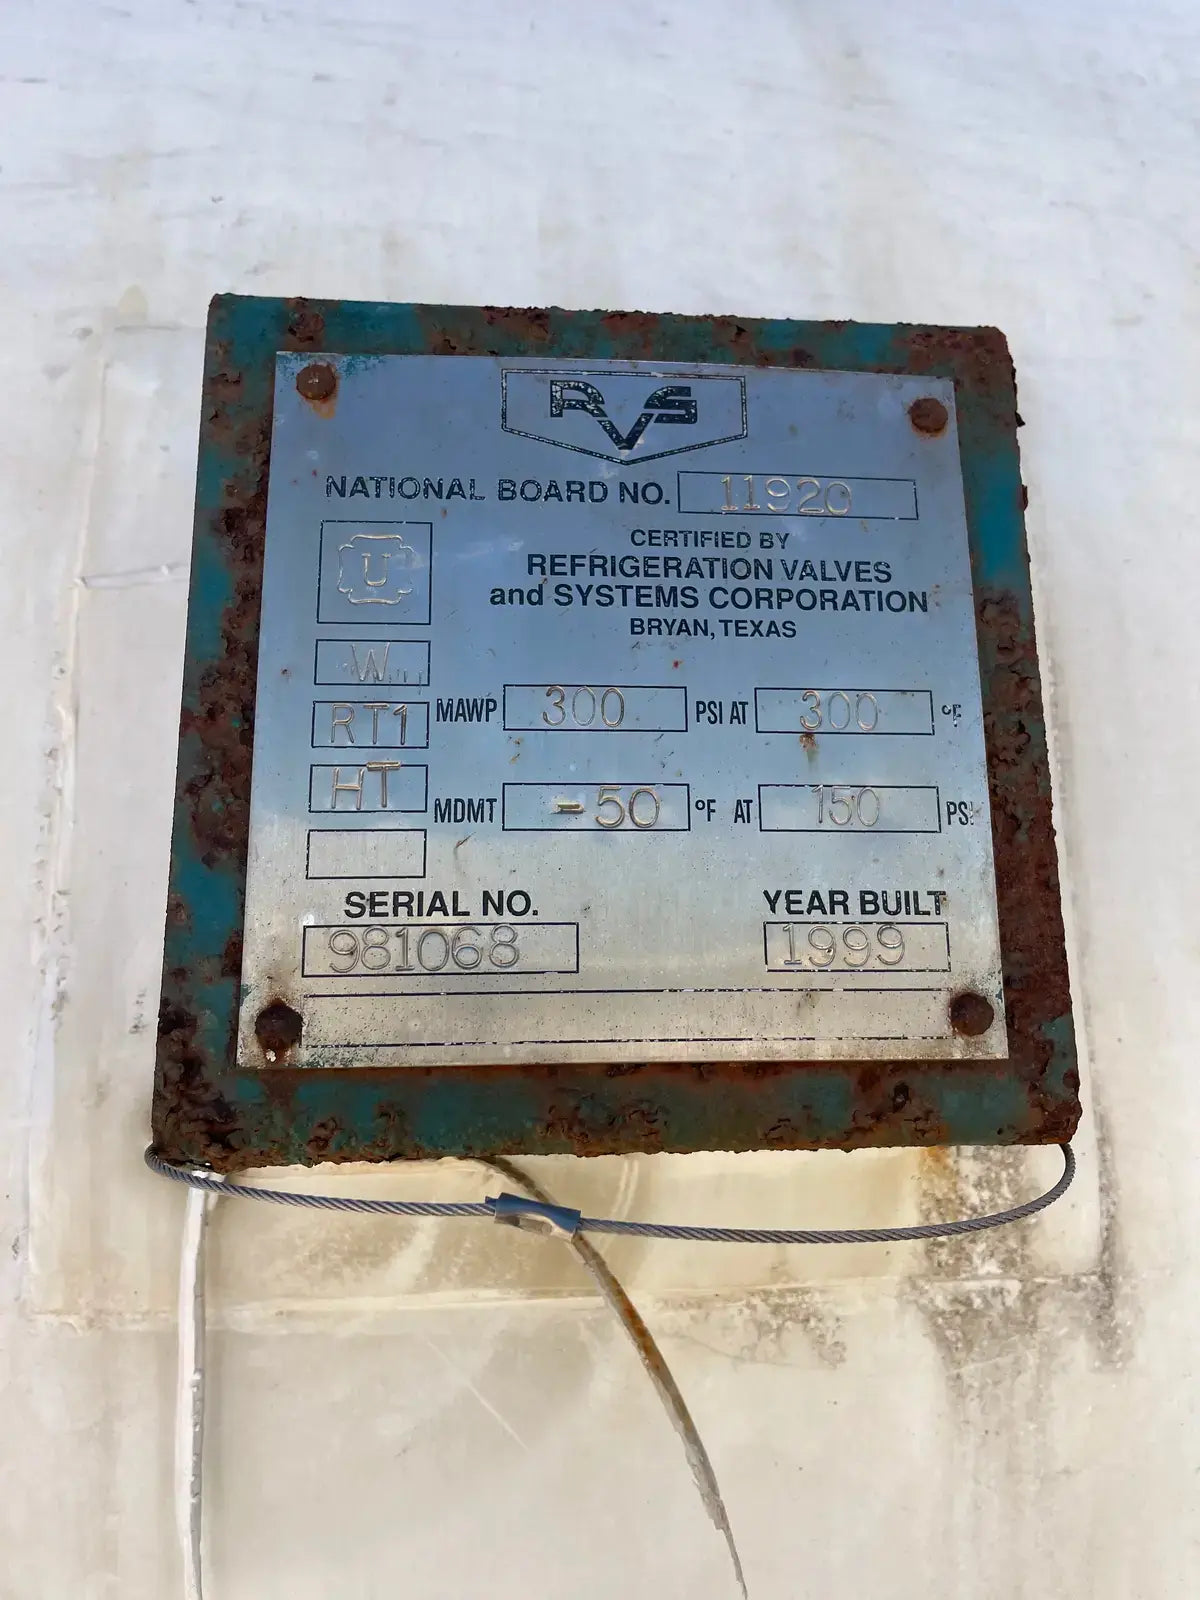 RVS
NATIONAL BOARD NO. 11920
U
CERTIFIED BY
REFRIGERATION VALVES
and SYSTEMS CORPORATION
BRYAN, TEXAS
W
RT1
MAWP 300 PSI AT 300 °F
HT
MDMT -50 °F AT 150 PSI
SERIAL NO. YEAR BUILT
981068 1999